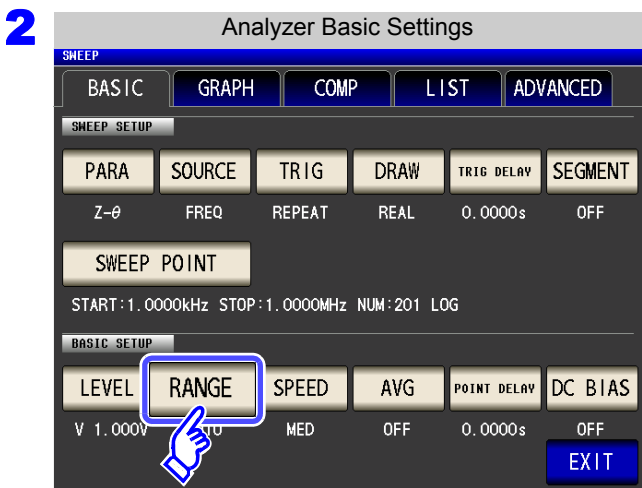 2
Analyzer Basic Settings
SWEEP
BASIC GRAPH COMP LIST ADVANCED
SWEEP SETUP
PARA SOURCE TRIG DRAW TRIG DELAY SEGMENT
Z-θ FREQ REPEAT REAL 0.0000s OFF
SWEEP POINT
START:1.0000kHz STOP:1.0000MHz NUM:201 LOG
BASIC SETUP
LEVEL RANGE SPEED AVG POINT DELAY DC BIAS
V 1.000V MED OFF 0.0000s OFF
EXIT